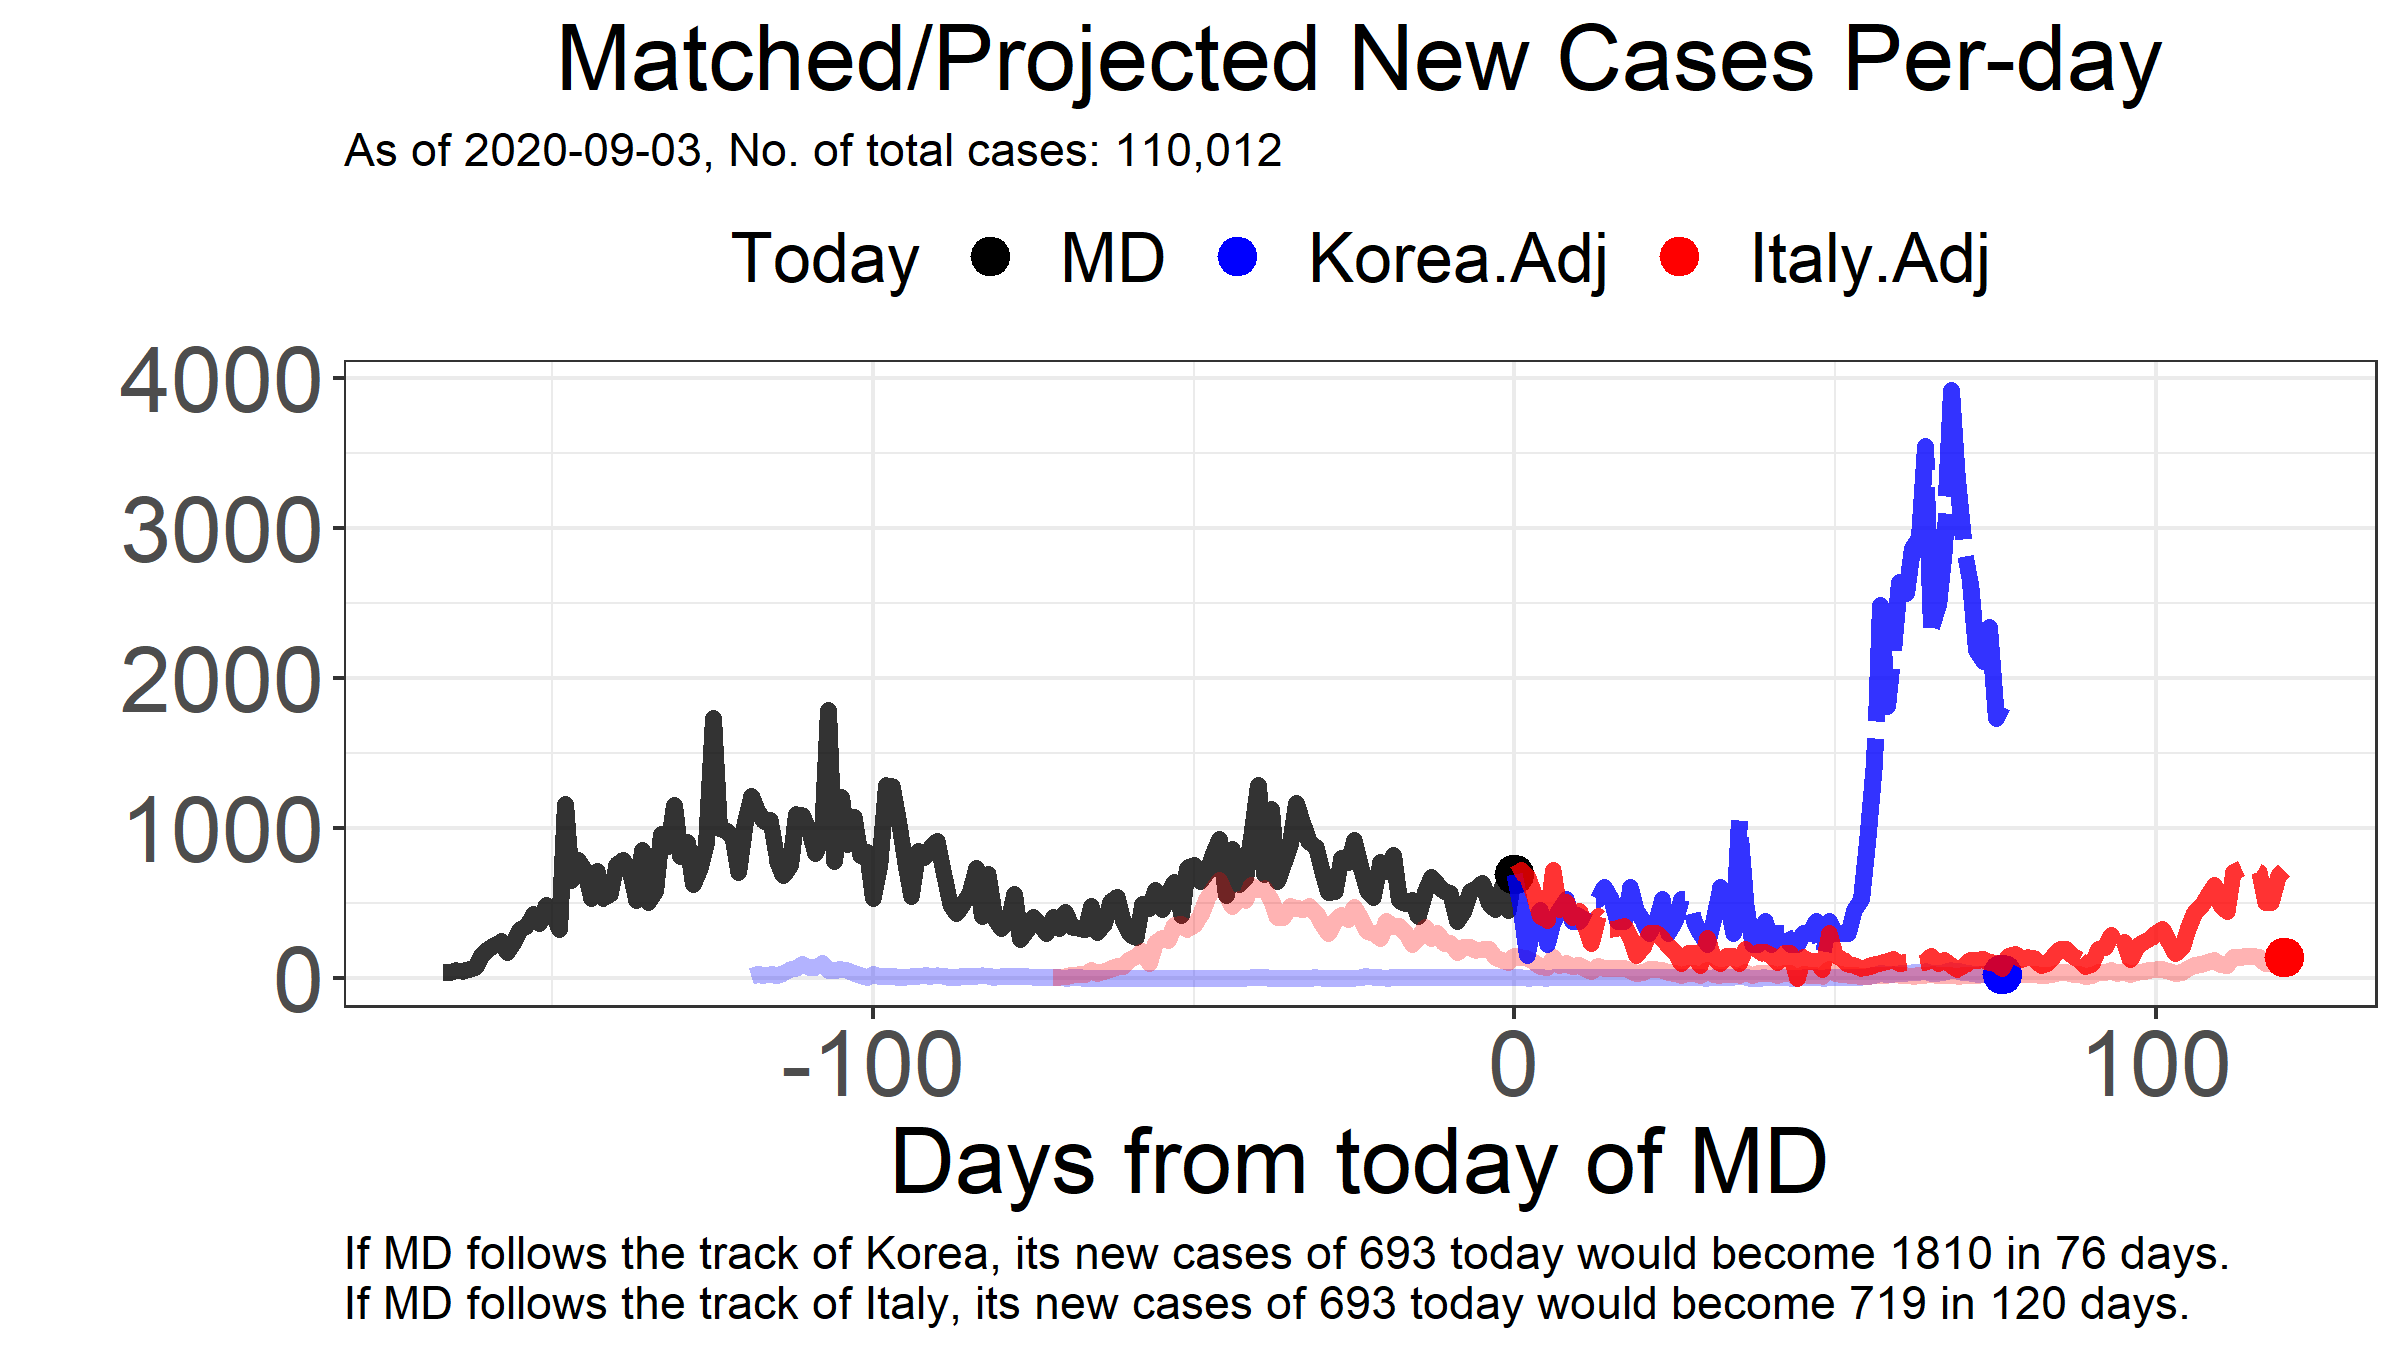 Matched/Projected New Cases Per-day
As of 2020-09-03, No. of total cases: 110,012
Today MD Korea.Adj Italy.Adj
4000
3000
2000
1000
0
-100 0 100
Days from today of MD
If MD follows the track of Korea, its new cases of 693 today would become 1810 in 76 days.
If MD follows the track of Italy, its new cases of 693 today would become 719 in 120 days.